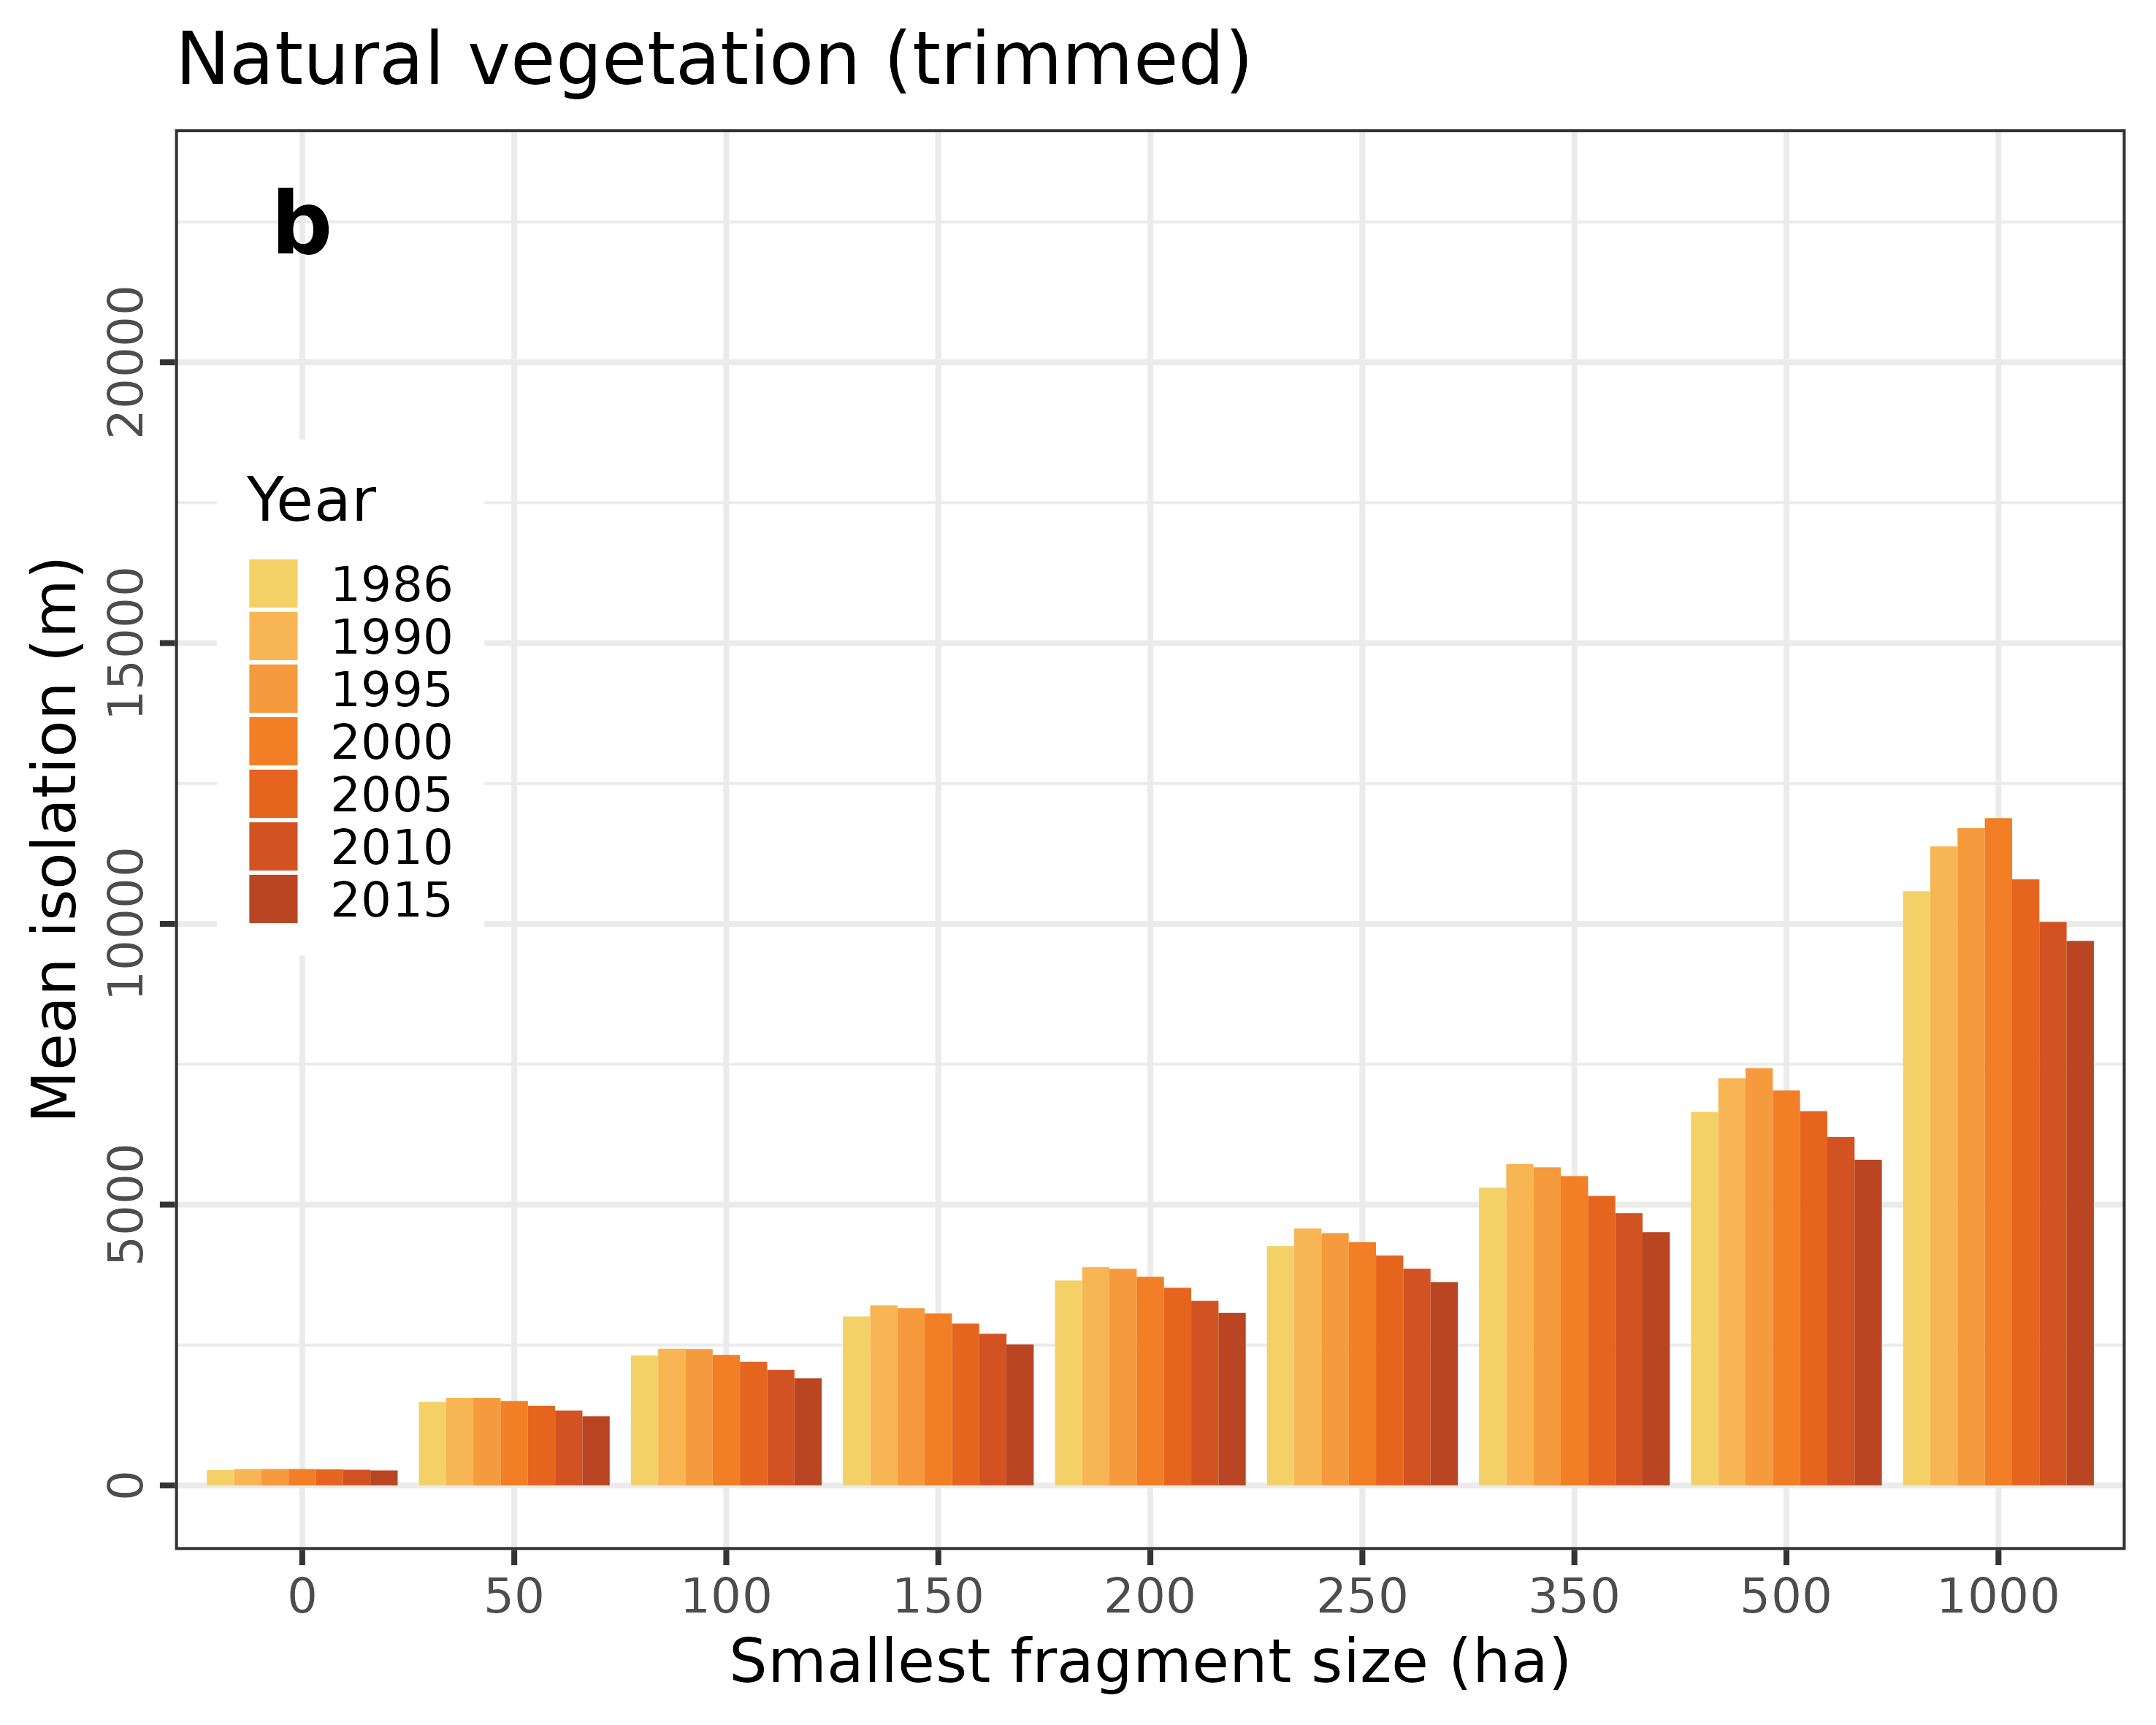 Natural vegetation (trimmed)
b
20000
15000
10000
5000
0
Mean isolation (m)
Year
1986
1990
1995
2000
2005
2010
2015
0 50 100 150 200 250 350 500 1000
Smallest fragment size (ha)